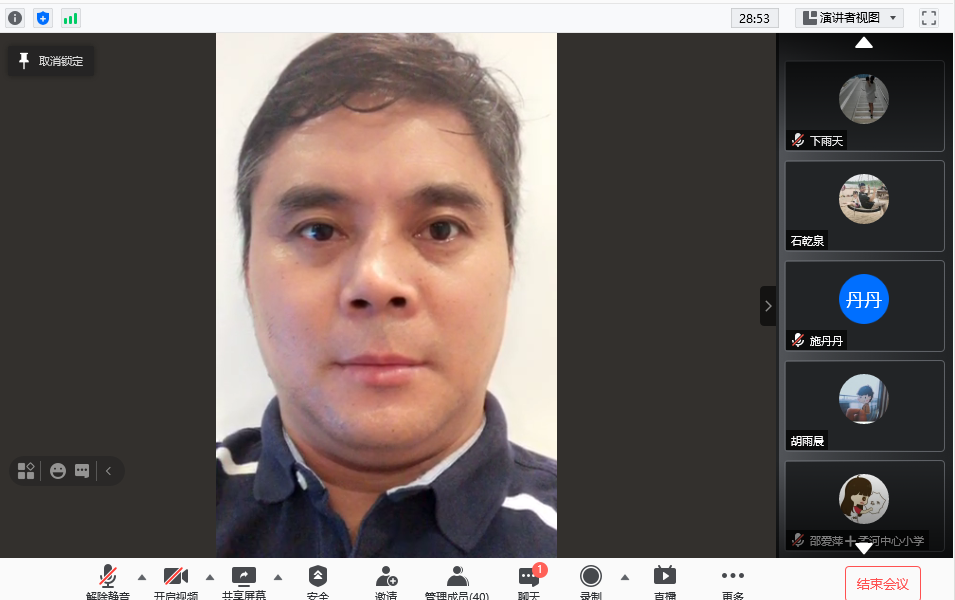 28:53
演讲者视图
取消锁定
下雨天
石乾泉
丹丹
施丹丹
胡雨晨
邵爱萍十孟河中心小学
解除静音
开启视频
共享屏幕
安全
邀请
管理成员(40)
1
聊天
录制
直播
更多
结束会议